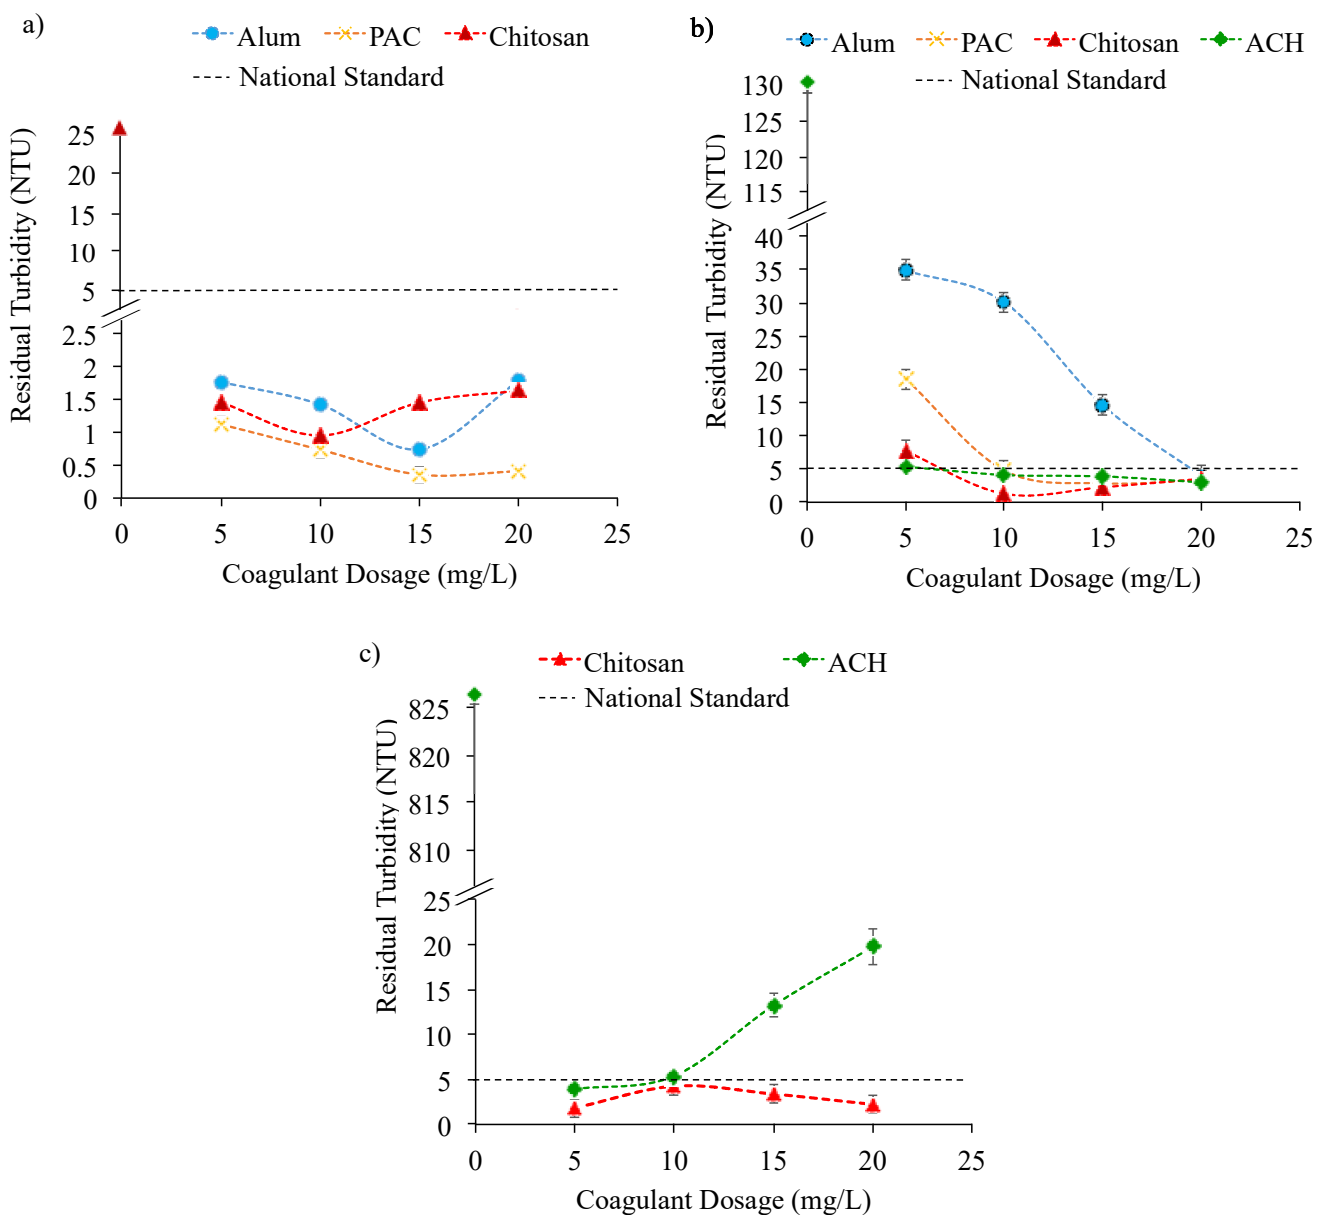 a)
Alum PAC Chitosan
National Standard
Residual Turbidity (NTU)
25
20
15
10
5
2.5
2
1.5
1
0.5
0
0 5 10 15 20 25
Coagulant Dosage (mg/L)
b)
Alum PAC Chitosan ACH
National Standard
Residual Turbidity (NTU)
130
125
120
115
40
35
30
25
20
15
10
5
0
0 5 10 15 20 25
Coagulant Dosage (mg/L)
c)
Chitosan ACH
National Standard
Residual Turbidity (NTU)
825
820
815
810
25
20
15
10
5
0
0 5 10 15 20 25
Coagulant Dosage (mg/L)